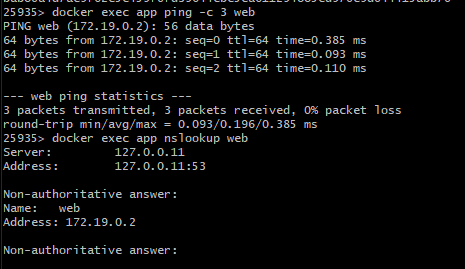 25935> docker exec app ping -c 3 web
PING web (172.19.0.2): 56 data bytes
64 bytes from 172.19.0.2: seq=0 ttl=64 time=0.385 ms
64 bytes from 172.19.0.2: seq=1 ttl=64 time=0.093 ms
64 bytes from 172.19.0.2: seq=2 ttl=64 time=0.110 ms

--- web ping statistics ---
3 packets transmitted, 3 packets received, 0% packet loss
round-trip min/avg/max = 0.093/0.196/0.385 ms
25935> docker exec app nslookup web
Server:         127.0.0.11
Address:        127.0.0.11:53

Non-authoritative answer:
Name:   web
Address: 172.19.0.2

Non-authoritative answer: